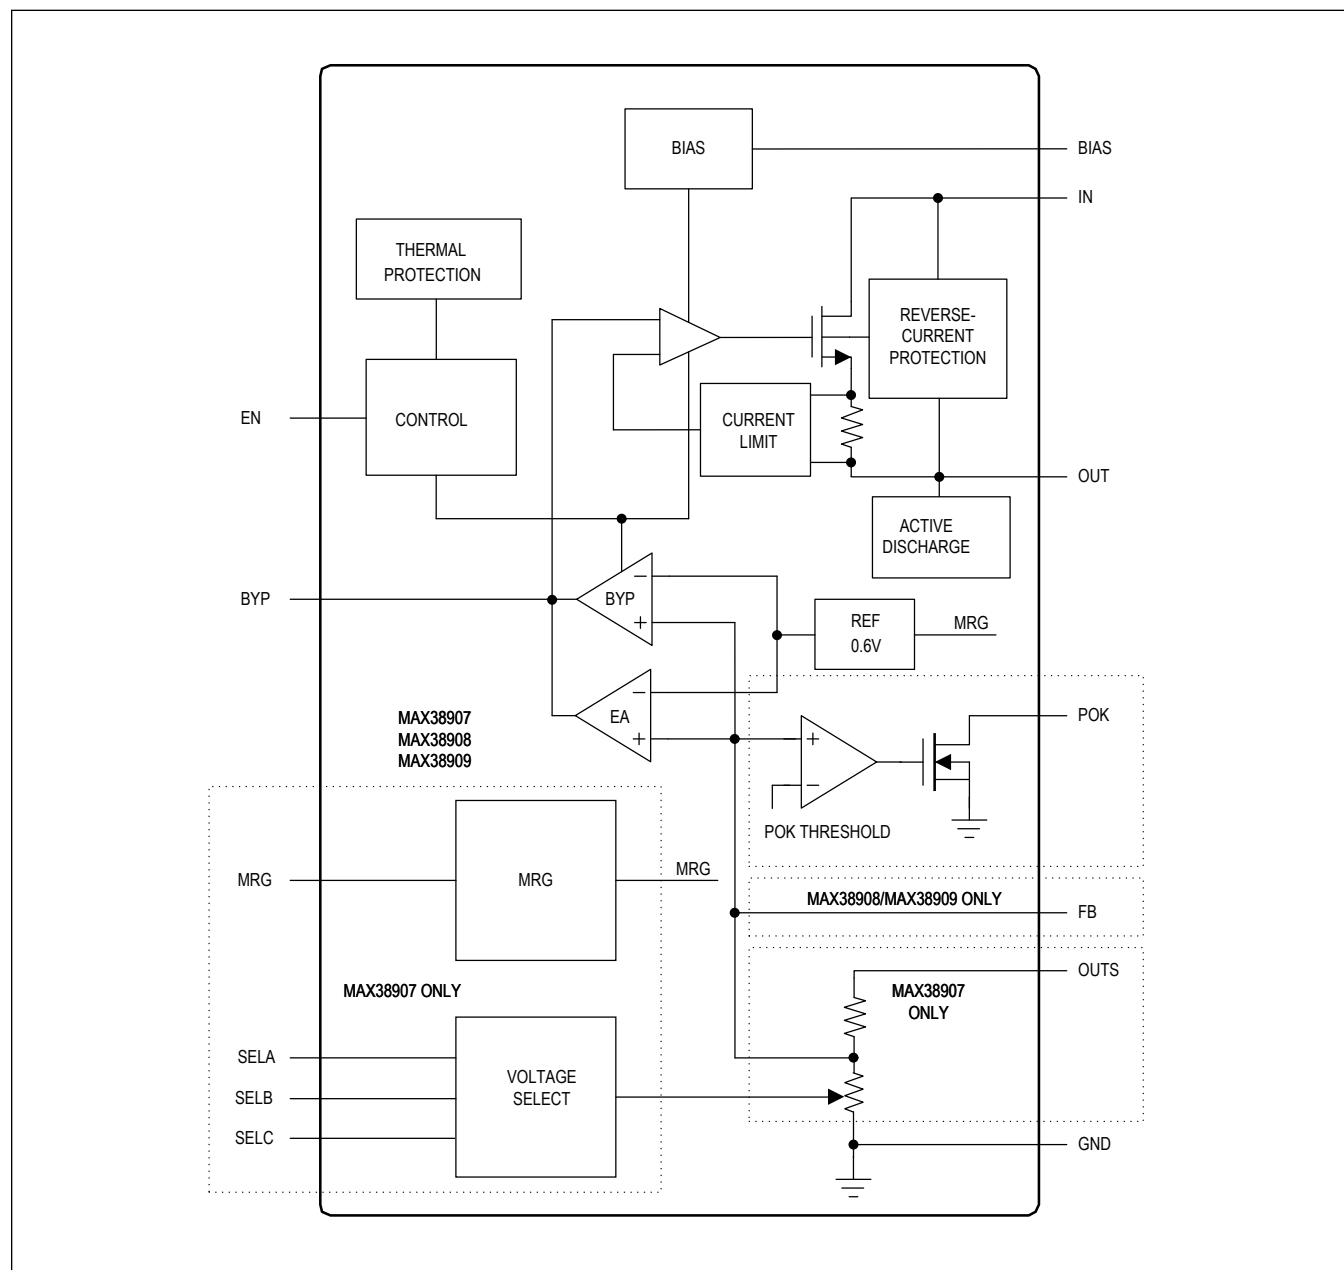 BIAS
BIAS
IN
THERMAL
PROTECTION
REVERSE-
CURRENT
PROTECTION
EN
CONTROL
CURRENT
LIMIT
OUT
ACTIVE
DISCHARGE
BYP
−
BYP
+
REF
0.6V
MRG
−
EA
+
MAX38907
MAX38908
MAX38909
+
−
POK
POK THRESHOLD
MRG
MRG
MRG
MAX38908/MAX38909 ONLY
FB
MAX38907 ONLY
OUTS
MAX38907
ONLY
SELA
SELB
SELC
VOLTAGE
SELECT
GND